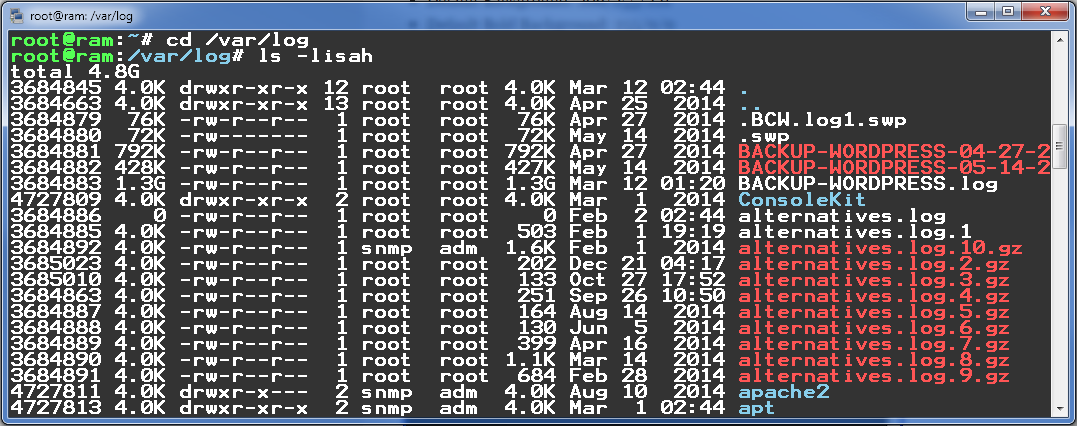 root@ram: /var/log
root@ram:~# cd /var/log
root@ram:/var/log# ls -lisah
total 4.8G
3684845 4.0K drwxr-xr-x 12 root root 4.0K Mar 12 02:44 .
3684663 4.0K drwxr-xr-x 13 root root 4.0K Apr 25 2014 ..
3684879 76K -rw-r--r-- 1 root root 76K Apr 27 2014 .BCW.log1.swp
3684880 72K -rw------- 1 root root 72K May 14 2014 .swp
3684881 792K -rw-r--r-- 1 root root 792K Apr 27 2014 BACKUP-WORDPRESS-04-27-2
3684882 428K -rw-r--r-- 1 root root 427K May 14 2014 BACKUP-WORDPRESS-05-14-2
3684883 1.3G -rw-r--r-- 1 root root 1.3G Mar 12 01:20 BACKUP-WORDPRESS.log
4727809 4.0K drwxr-xr-x 2 root root 4.0K Mar 1 2014 ConsoleKit
3684886 0 -rw-r--r-- 1 root root 0 Feb 2 02:44 alternatives.log
3684885 4.0K -rw-r--r-- 1 root root 503 Feb 1 19:19 alternatives.log.1
3684892 4.0K -rw-r--r-- 1 snmp adm 1.6K Feb 1 2014 alternatives.log.10.gz
3685023 4.0K -rw-r--r-- 1 root root 202 Dec 21 04:17 alternatives.log.2.gz
3685010 4.0K -rw-r--r-- 1 root root 133 Oct 27 17:52 alternatives.log.3.gz
3684863 4.0K -rw-r--r-- 1 root root 251 Sep 26 10:50 alternatives.log.4.gz
3684887 4.0K -rw-r--r-- 1 root root 164 Aug 14 2014 alternatives.log.5.gz
3684888 4.0K -rw-r--r-- 1 root root 130 Jun 5 2014 alternatives.log.6.gz
3684889 4.0K -rw-r--r-- 1 root root 399 Apr 16 2014 alternatives.log.7.gz
3684890 4.0K -rw-r--r-- 1 root root 1.1K Mar 14 2014 alternatives.log.8.gz
3684891 4.0K -rw-r--r-- 1 root root 684 Feb 28 2014 alternatives.log.9.gz
4727811 4.0K drwxr-x--- 2 snmp adm 4.0K Aug 10 2014 apache2
4727813 4.0K drwxr-xr-x 2 snmp adm 4.0K Mar 1 02:44 apt